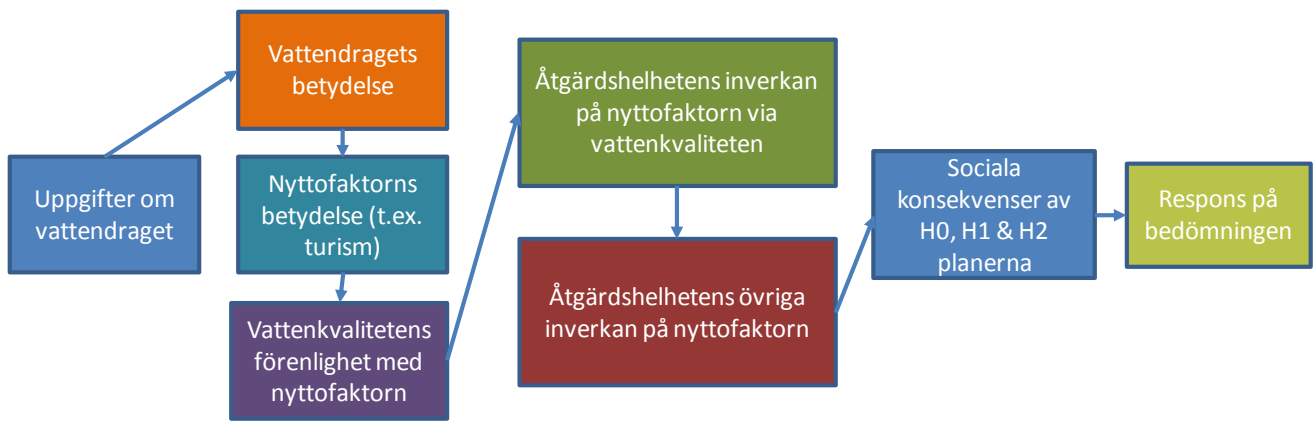 Uppgifter om
vattendraget
Vattendragets
betydelse
Nyttofaktorns
betydelse (t.ex.
turism)
Vattenkvalitetens
förenlighet med
nyttofaktorn
Åtgärdshelhetens inverkan
på nyttofaktorn via
vattenkvaliteten
Åtgärdshelhetens övriga
inverkan på nyttofaktorn
Sociala
konsekvenser av
H0, H1 & H2
planerna
Respons på
bedömningen